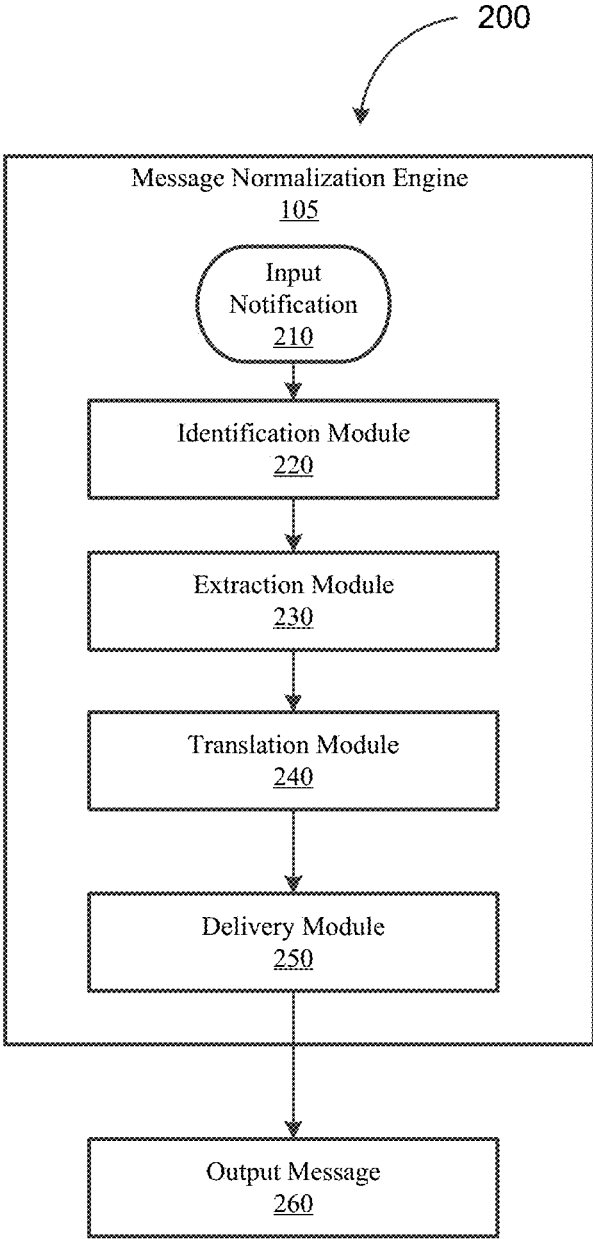 200
Message Normalization Engine
105
Input
Notification
210
Identification Module
220
Extraction Module
230
Translation Module
240
Delivery Module
250
Output Message
260